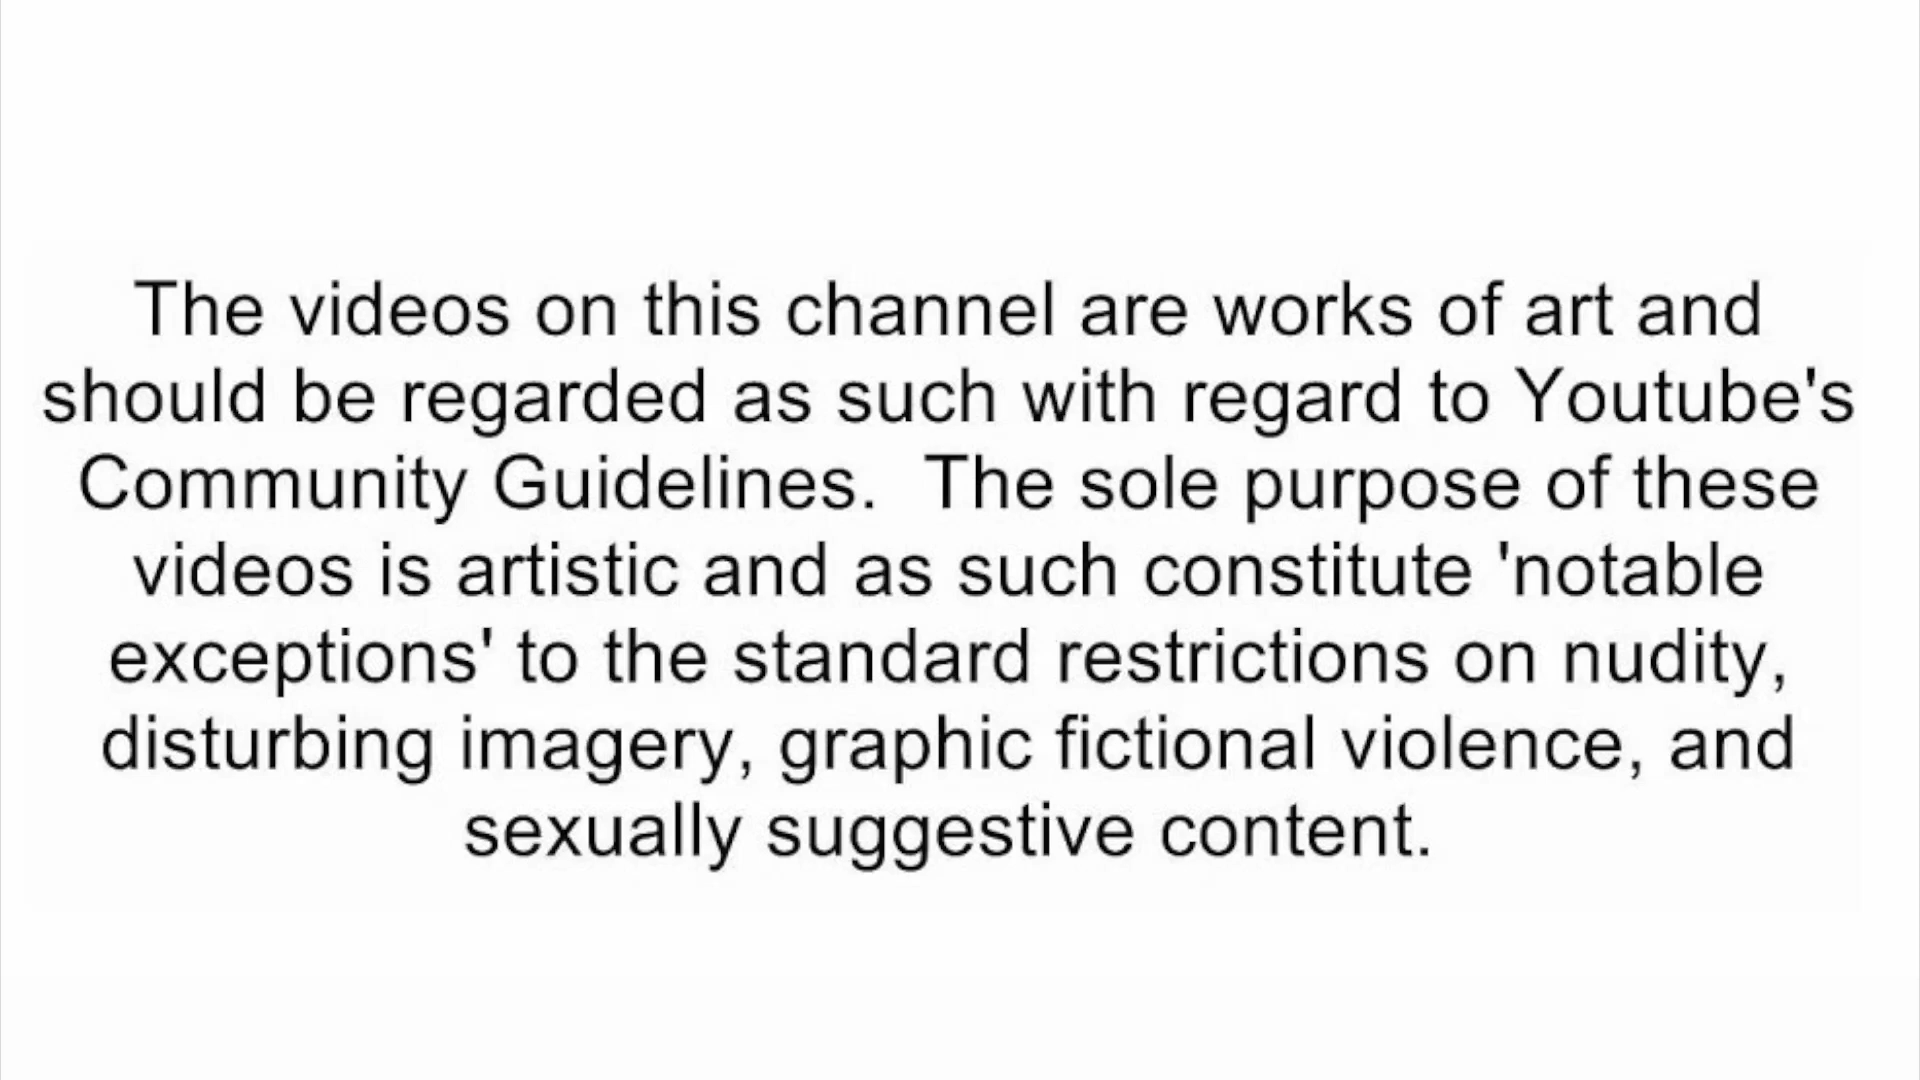 The videos on this channel are works of art and
should be regarded as such with regard to Youtube's
Community Guidelines.  The sole purpose of these
videos is artistic and as such constitute 'notable
exceptions' to the standard restrictions on nudity,
disturbing imagery, graphic fictional violence, and
sexually suggestive content.